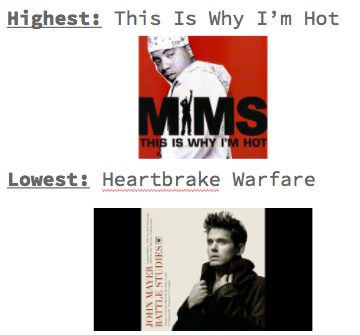 Highest: This Is Why I'm Hot
MIMS
THIS IS WHY I'M HOT
Lowest: Heartbrake Warfare
JOHN MAYER
BATTLE STUDIES